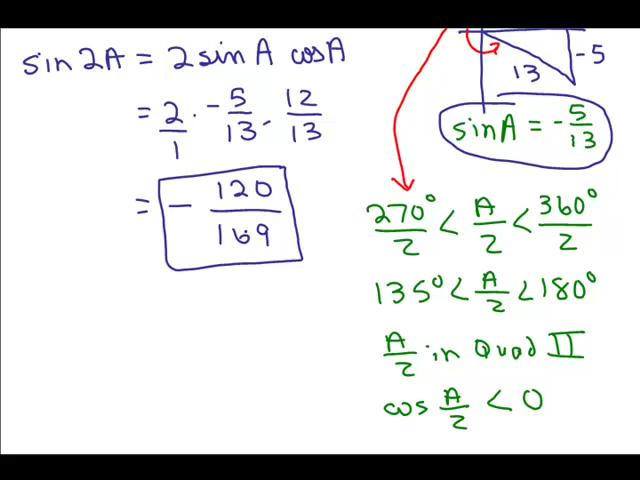 sin 2A = 2 sin A cos A
= 2/1 · -5/13 · 12/13
= - 120/169
-5
13
sin A = - 5/13
270°/2 < A/2 < 360°/2
135° < A/2 < 180°
A/2 in Quad II
cos A/2 < 0